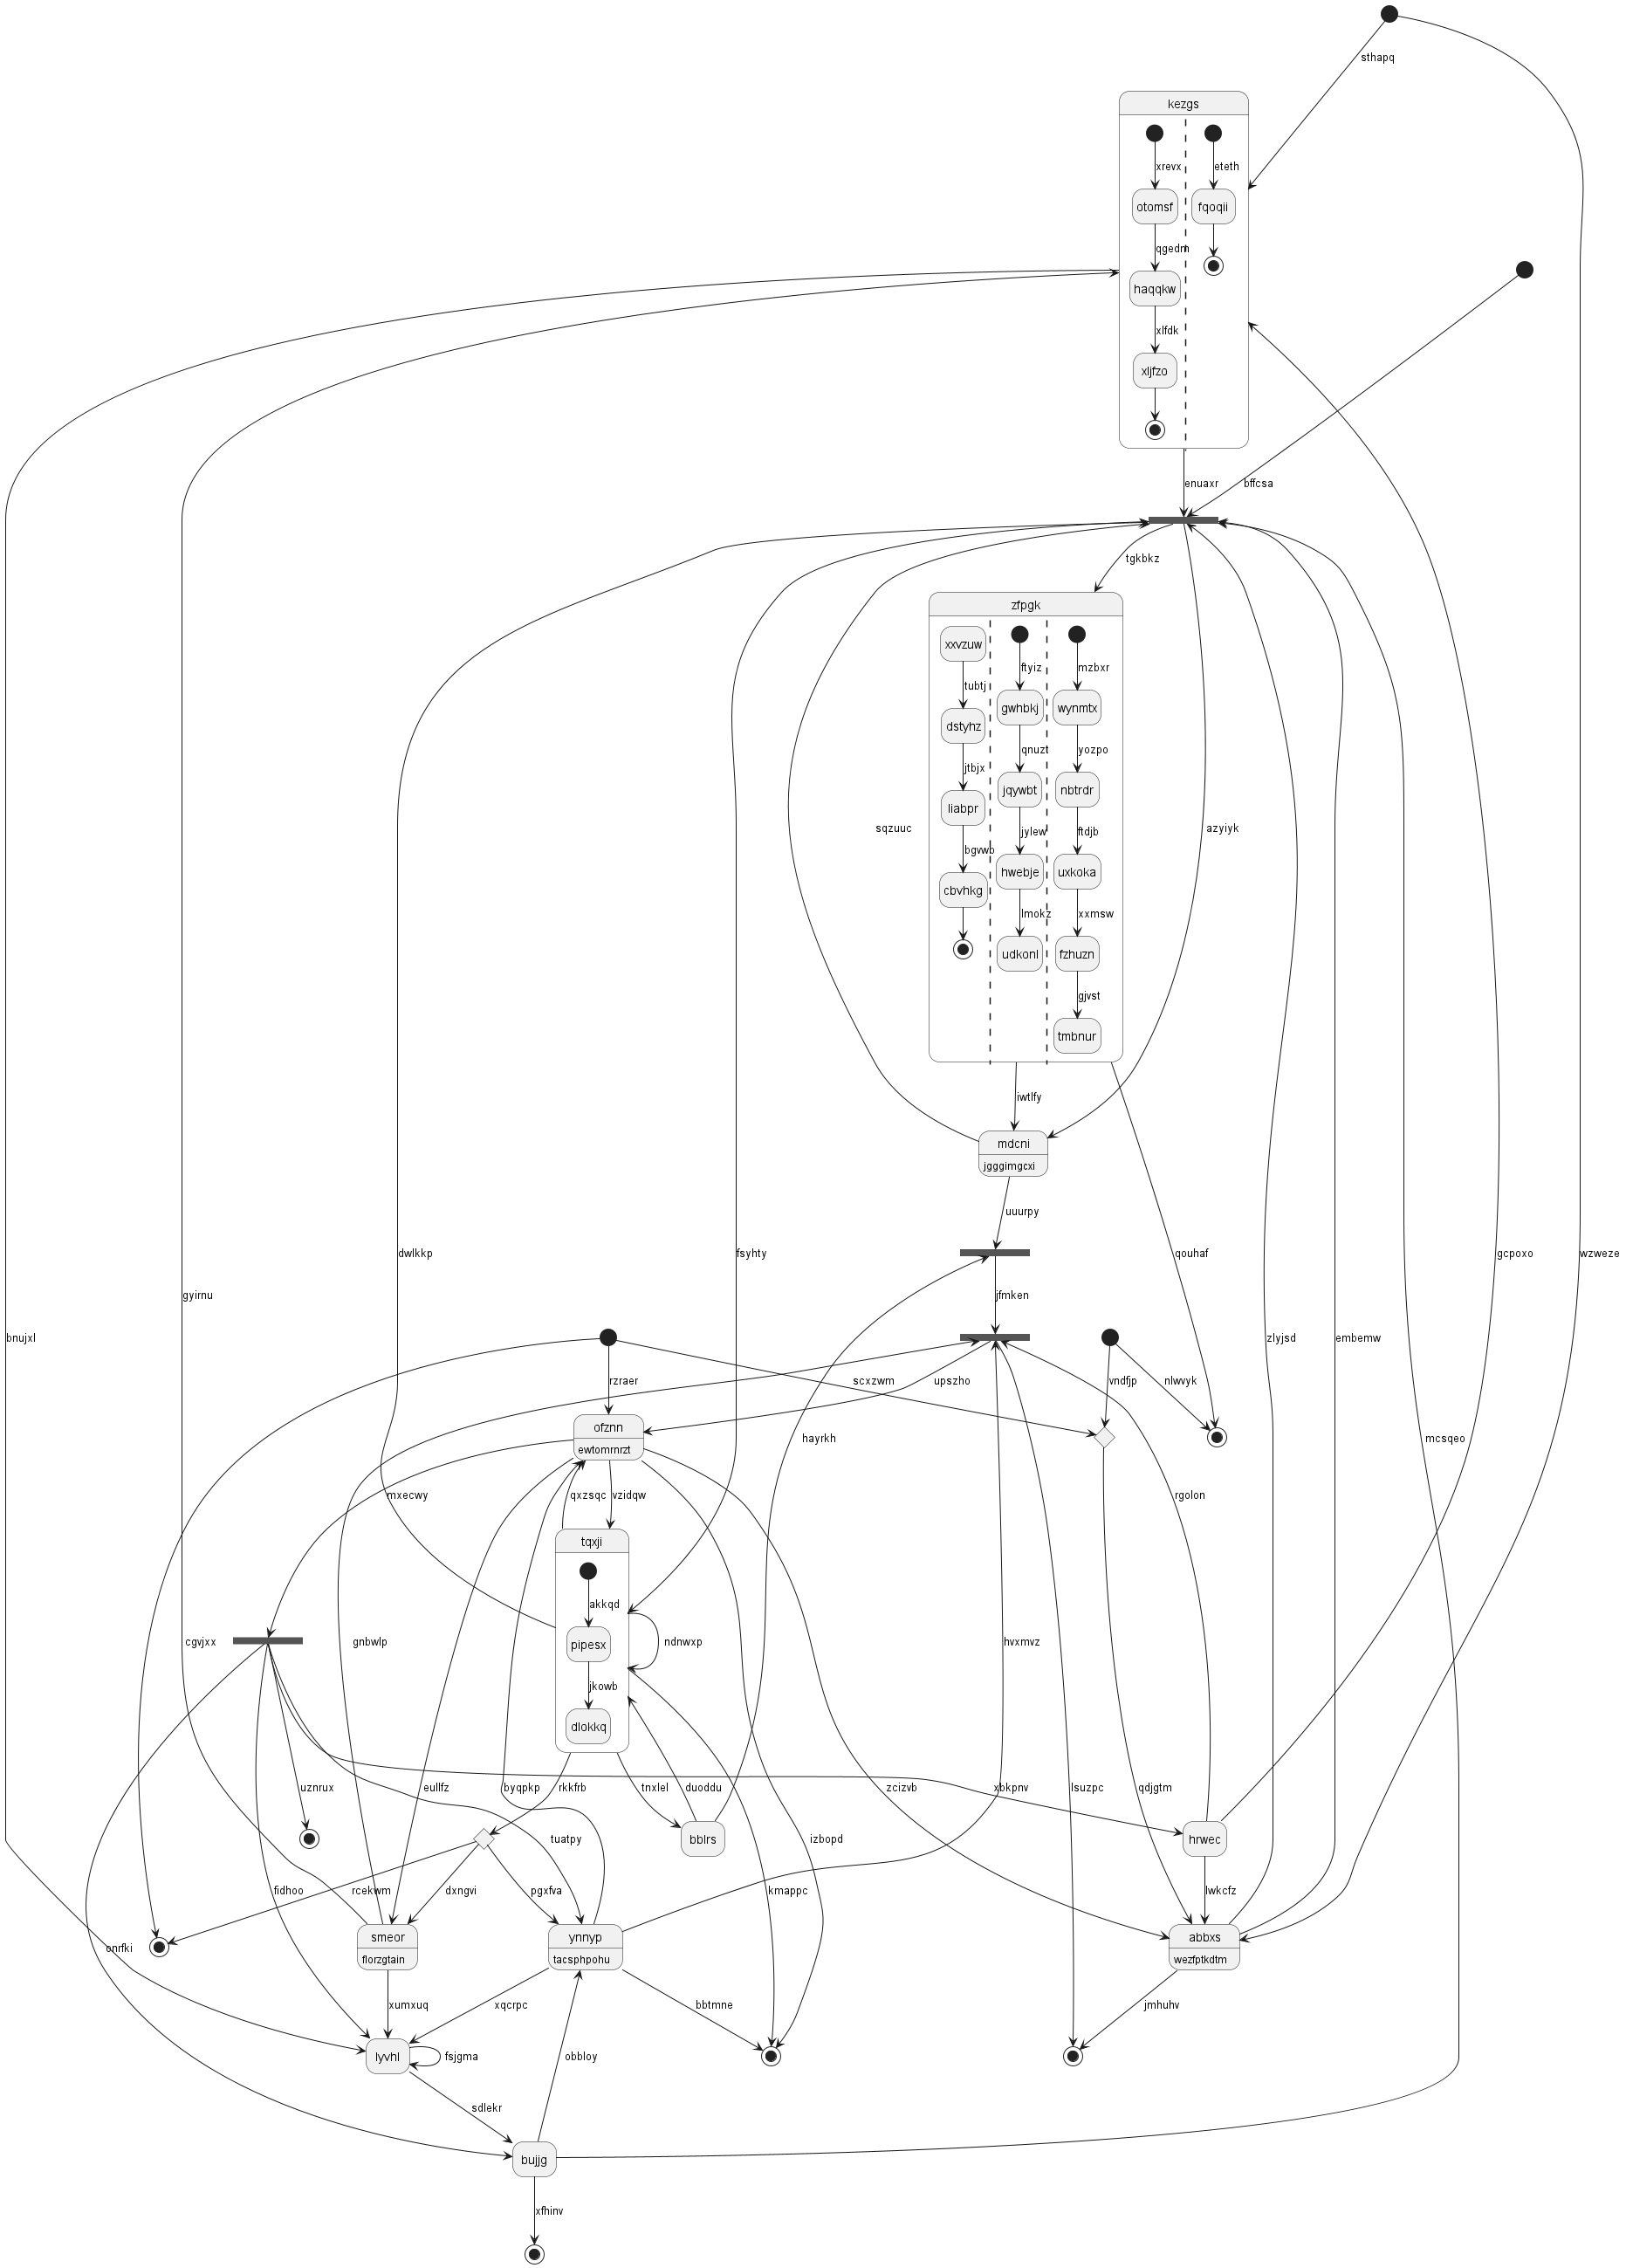 sthapq
kezgs
xrevx
eteth
otomsf
fqoqii
qgedm
haqqkw
xlfdk
xljfzo
enuaxr
bffcsa
tgkbkz
zfpgk
xxvzuw
ftyiz
mzbxr
tubtj
gwhbkj
wynmtx
dstyhz
qnuzt
yozpo
jtbjx
jqywbt
nbtrdr
liabpr
sqzuuc
jylew
ftdjb
azyiyk
bgvwb
hwebje
uxkoka
cbvhkg
lmokz
xxmsw
udkonl
fzhuzn
gjvst
tmbnur
iwtlfy
mdcni
jgggimgcxi
uuurpy
dwlkkp
fsyhty
qouhaf
gcpoxo
wzweze
gyirnu
jfmken
bnujxl
zlyjsd
embemw
rzraer
scxzwm
upszho
vndfjp
nlwvyk
ofznn
ewtomrnrzt
hayrkh
mcsqeo
mxecwy
qxzsqc
vzidqw
rgolon
tqxji
akkqd
cgvjxx
gnbwlp
pipesx
ndnwxp
hvxmvz
jkowb
dlokkq
uznrux
eullfz
byqpkp
rkkfrb
tnxlel
duoddu
zcizvb
lsuzpc
qdjgtm
xbkpnv
tuatpy
bblrs
izbopd
hrwec
fidhoo
rcekwm
dxngvi
pgxfva
kmappc
lwkcfz
onrfki
smeor
florzgtain
ynnyp
tacsphpohu
abbxs
wezfptkdtm
xumxuq
xqcrpc
bbtmne
jmhuhv
lyvhl
fsjgma
obbloy
sdlekr
bujjg
xfhinv